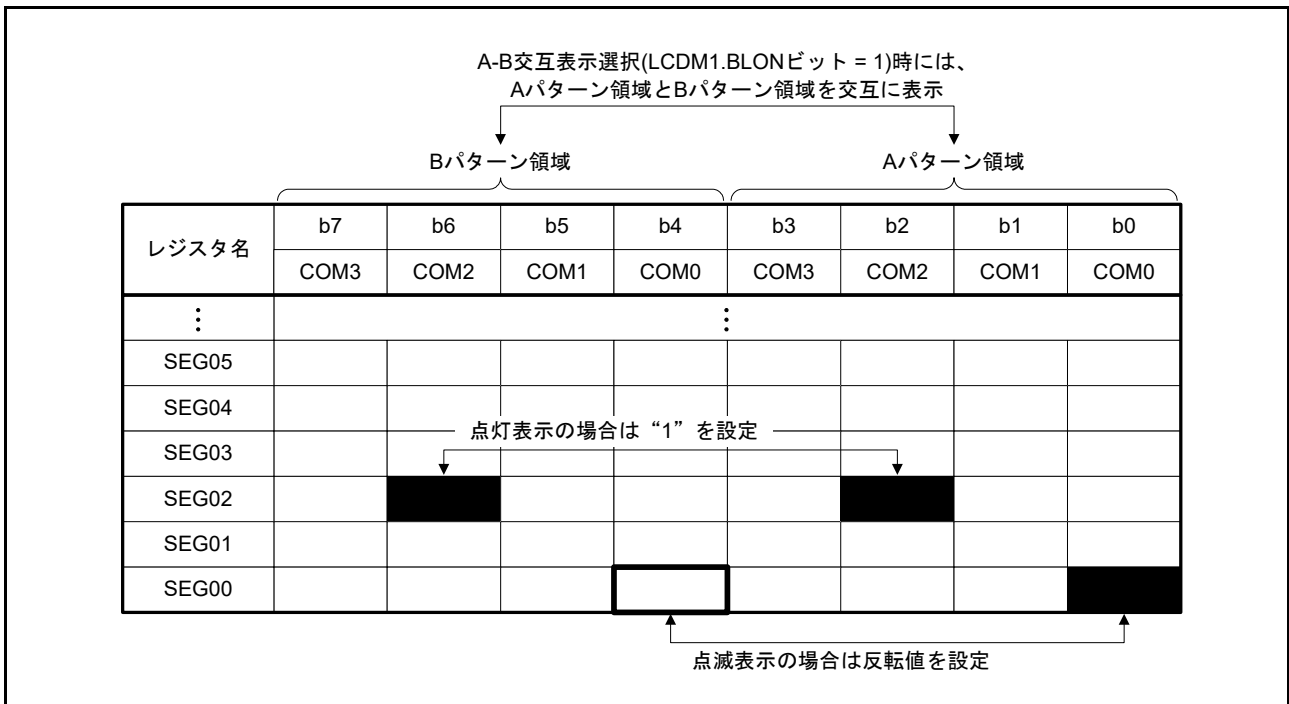 A-B交互表示選択(LCDM1.BLONビット = 1)時には、
Aパターン領域とBパターン領域を交互に表示
Bパターン領域 Aパターン領域
レジスタ名 b7 b6 b5 b4 b3 b2 b1 b0
COM3 COM2 COM1 COM0 COM3 COM2 COM1 COM0
⋮ ⋮
SEG05
SEG04
点灯表示の場合は“1”を設定
SEG03
SEG02
SEG01
SEG00
点滅表示の場合は反転値を設定